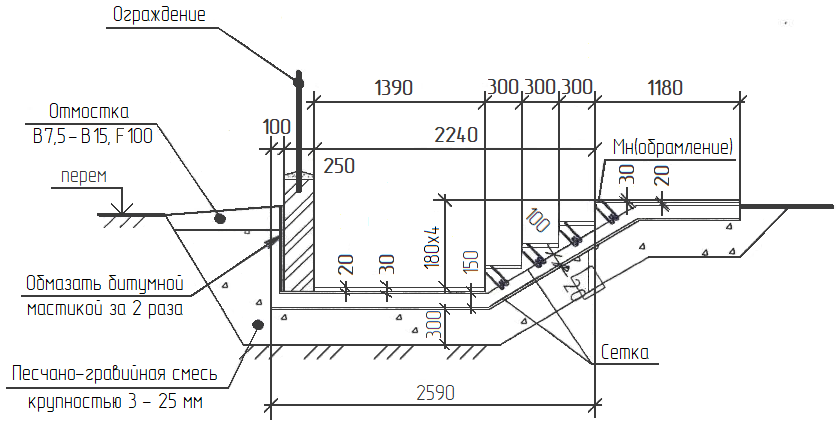 Ограждение
1390
300
300
300
1180
Отмостка
В7,5 – В15, F100
100
2240
250
Мн(обрамление)
перем
30
20
100
180х4
150
20
30
20
Обмазать битумной
мастикой за 2 раза
300
Сетка
Песчано-гравийная смесь
крупностью 3 – 25 мм
2590